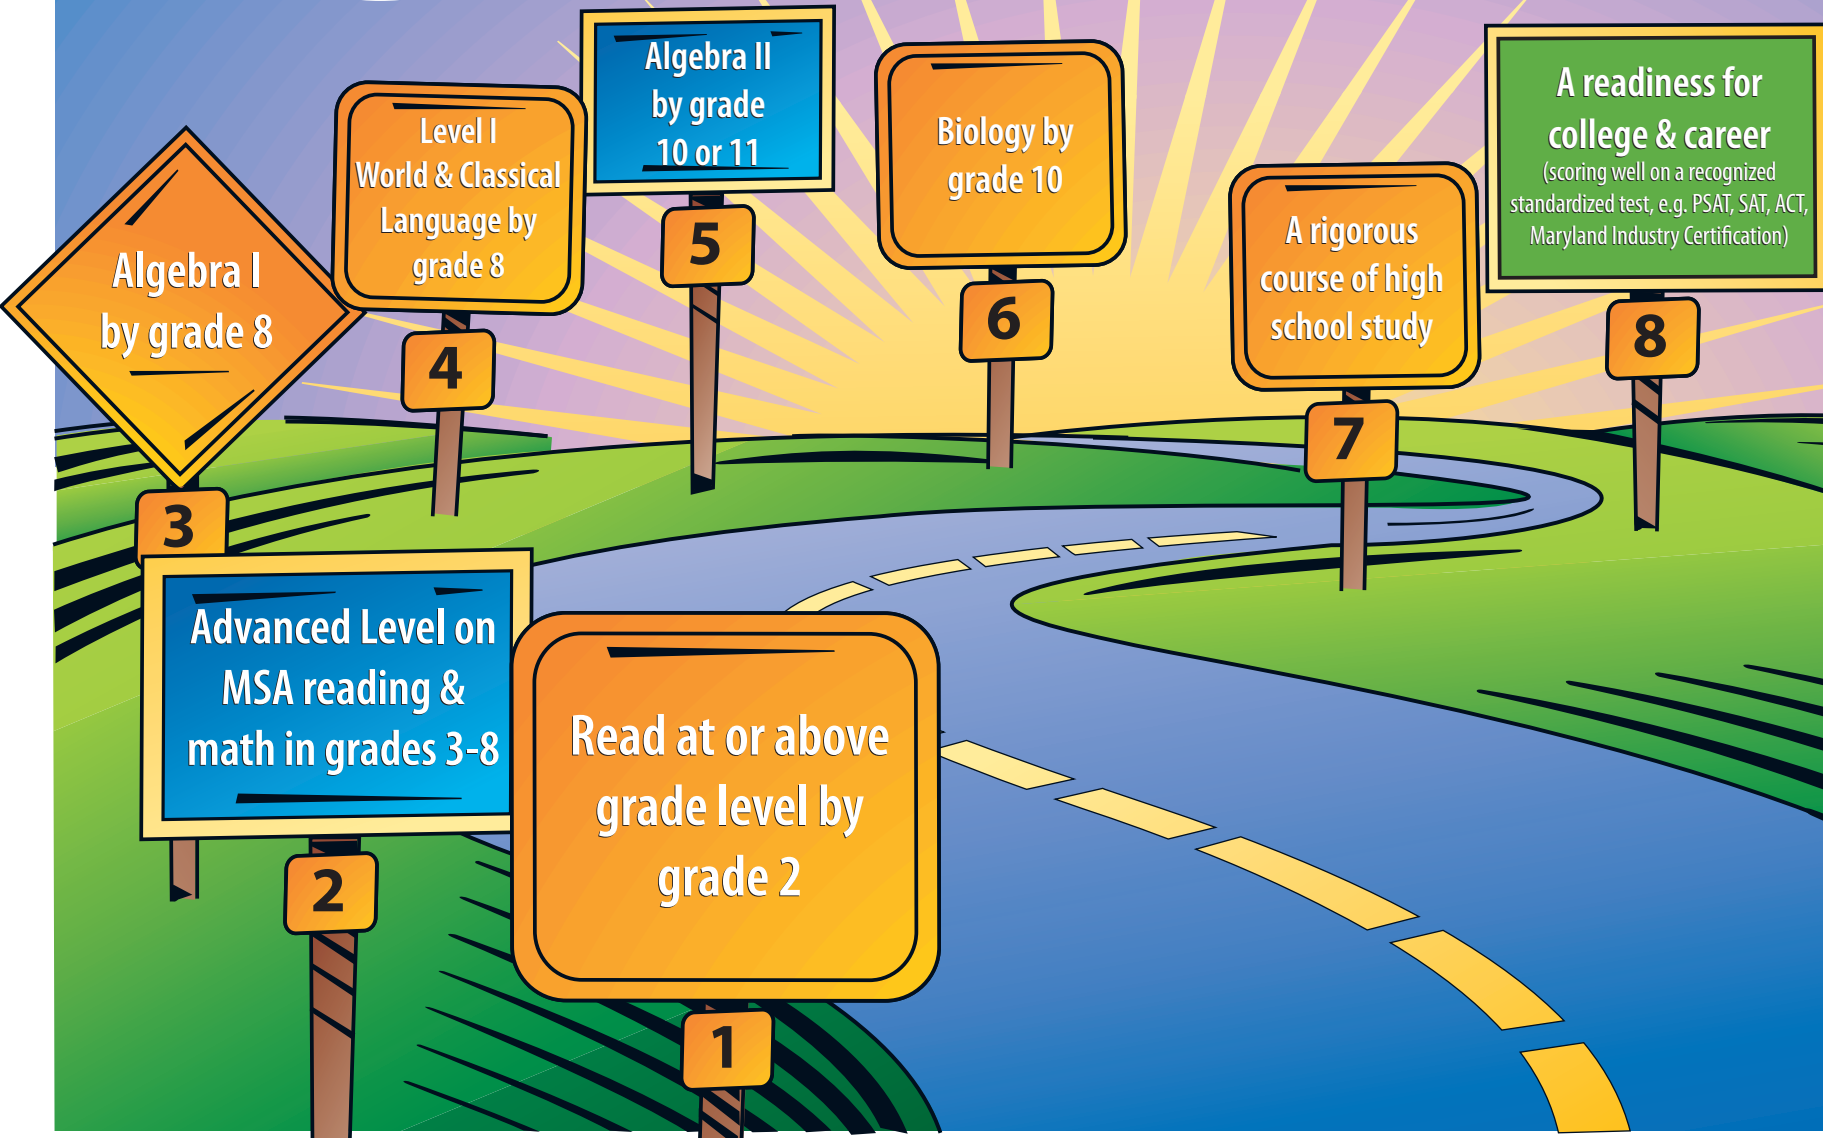 Read at or above
grade level by
grade 2
1
Advanced Level on
MSA reading &
math in grades 3-8
2
Algebra I
by grade 8
3
Level I
World & Classical
Language by
grade 8
4
Algebra II
by grade
10 or 11
5
Biology by
grade 10
6
A rigorous
course of high
school study
7
A readiness for
college & career
(scoring well on a recognized
standardized test, e.g. PSAT, SAT, ACT,
Maryland Industry Certification)
8